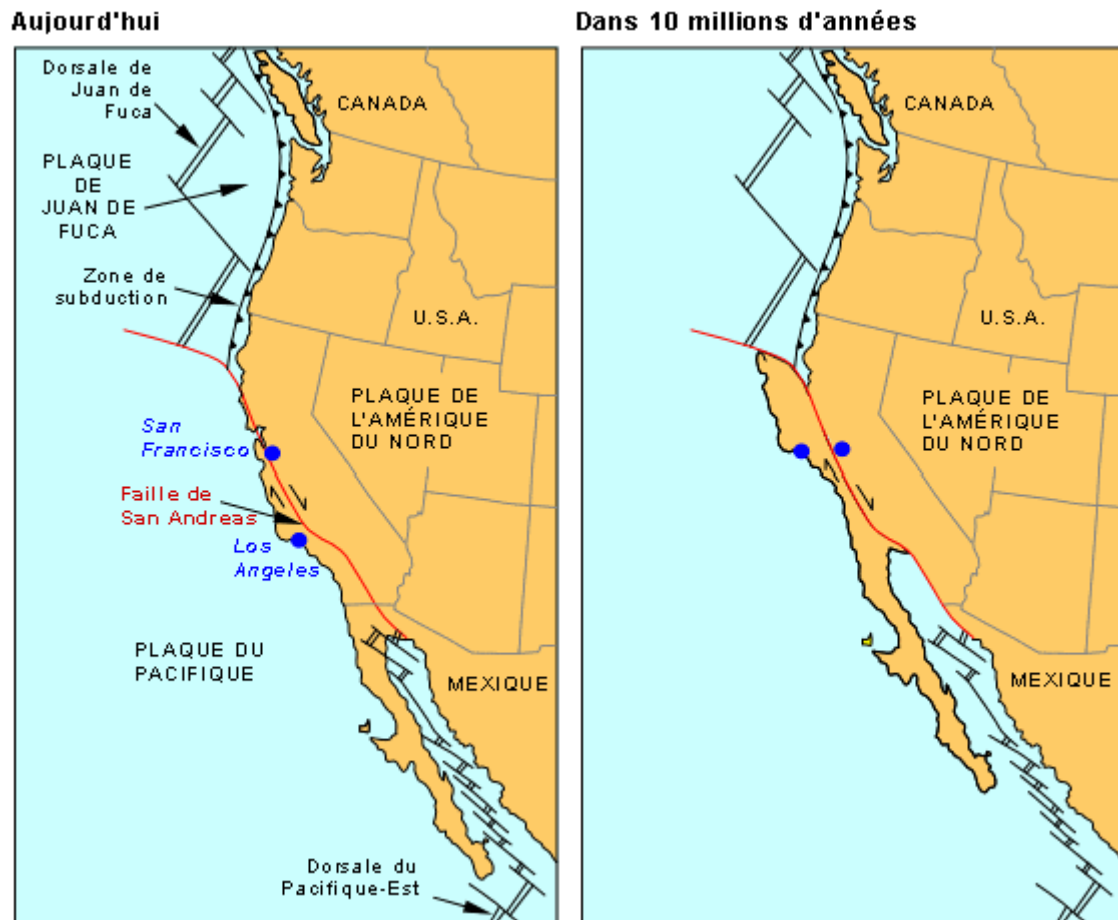 Aujourd'hui
Dorsale de
Juan de
Fuca
CANADA
PLAQUE
DE
JUAN DE
FUCA
Zone de
subduction
U.S.A.
PLAQUE DE
L'AMÉRIQUE
DU NORD
San
Francisco
Faille de
San Andreas
Los
Angeles
PLAQUE DU
PACIFIQUE
MEXIQUE
Dorsale du
Pacifique-Est
Dans 10 millions d'années
CANADA
U.S.A.
PLAQUE DE
L'AMÉRIQUE
DU NORD
MEXIQUE